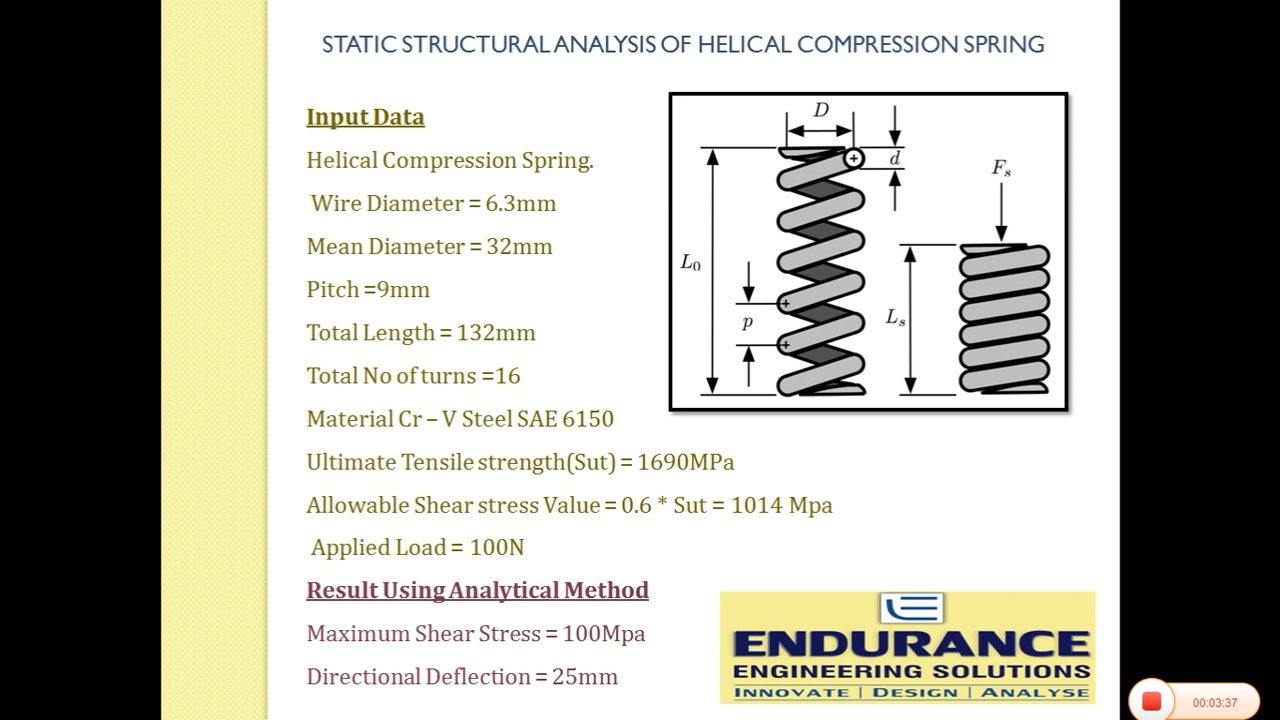 STATIC STRUCTURAL ANALYSIS OF HELICAL COMPRESSION SPRING
Input Data
Helical Compression Spring.
Wire Diameter = 6.3mm
Mean Diameter = 32mm
Pitch =9mm
Total Length = 132mm
Total No of turns =16
Material Cr – V Steel SAE 6150
Ultimate Tensile strength(Sut) = 1690MPa
Allowable Shear stress Value = 0.6 * Sut = 1014 Mpa
Applied Load = 100N
Result Using Analytical Method
Maximum Shear Stress = 100Mpa
Directional Deflection = 25mm
D
d
L0
p
Fs
Ls
ENDURANCE
ENGINEERING SOLUTIONS
INNOVATE | DESIGN | ANALYSE
00:03:37